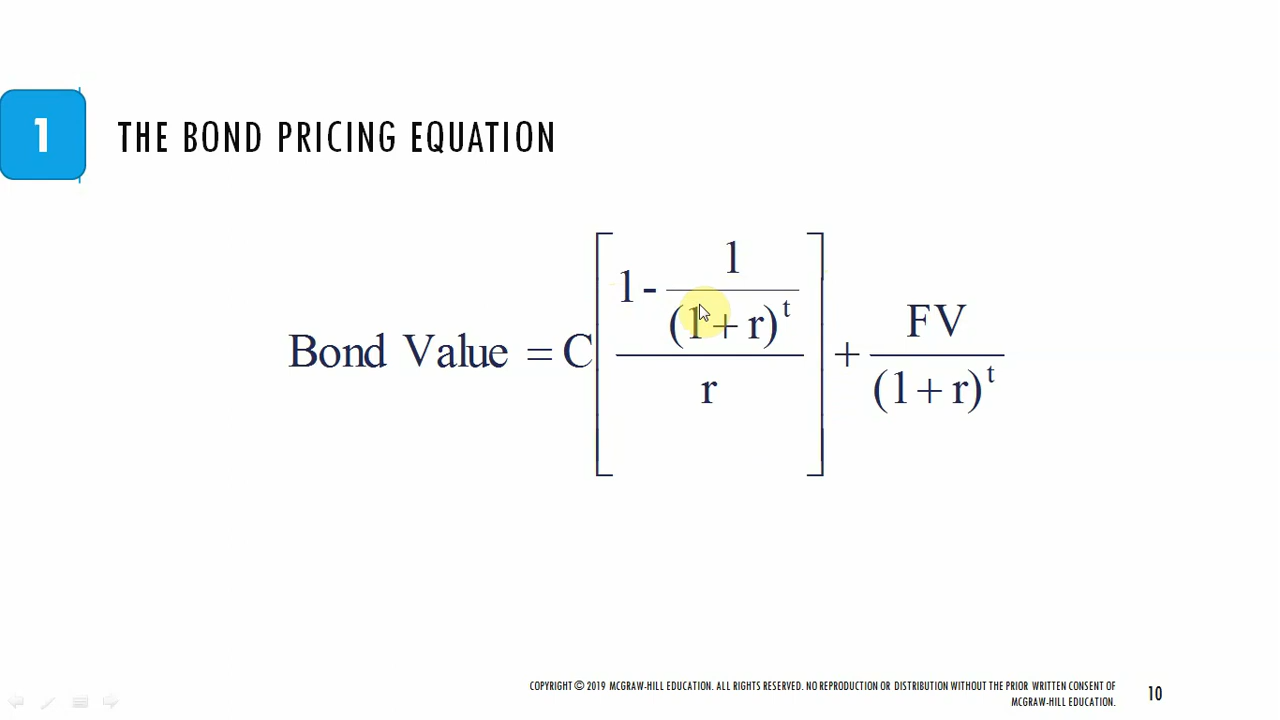 1
THE BOND PRICING EQUATION
Bond Value = C[(1 - 1/(1 + r)^t)/r] + FV/(1 + r)^t
COPYRIGHT © 2019 MCGRAW-HILL EDUCATION. ALL RIGHTS RESERVED. NO REPRODUCTION OR DISTRIBUTION WITHOUT THE PRIOR WRITTEN CONSENT OF
MCGRAW-HILL EDUCATION.
10